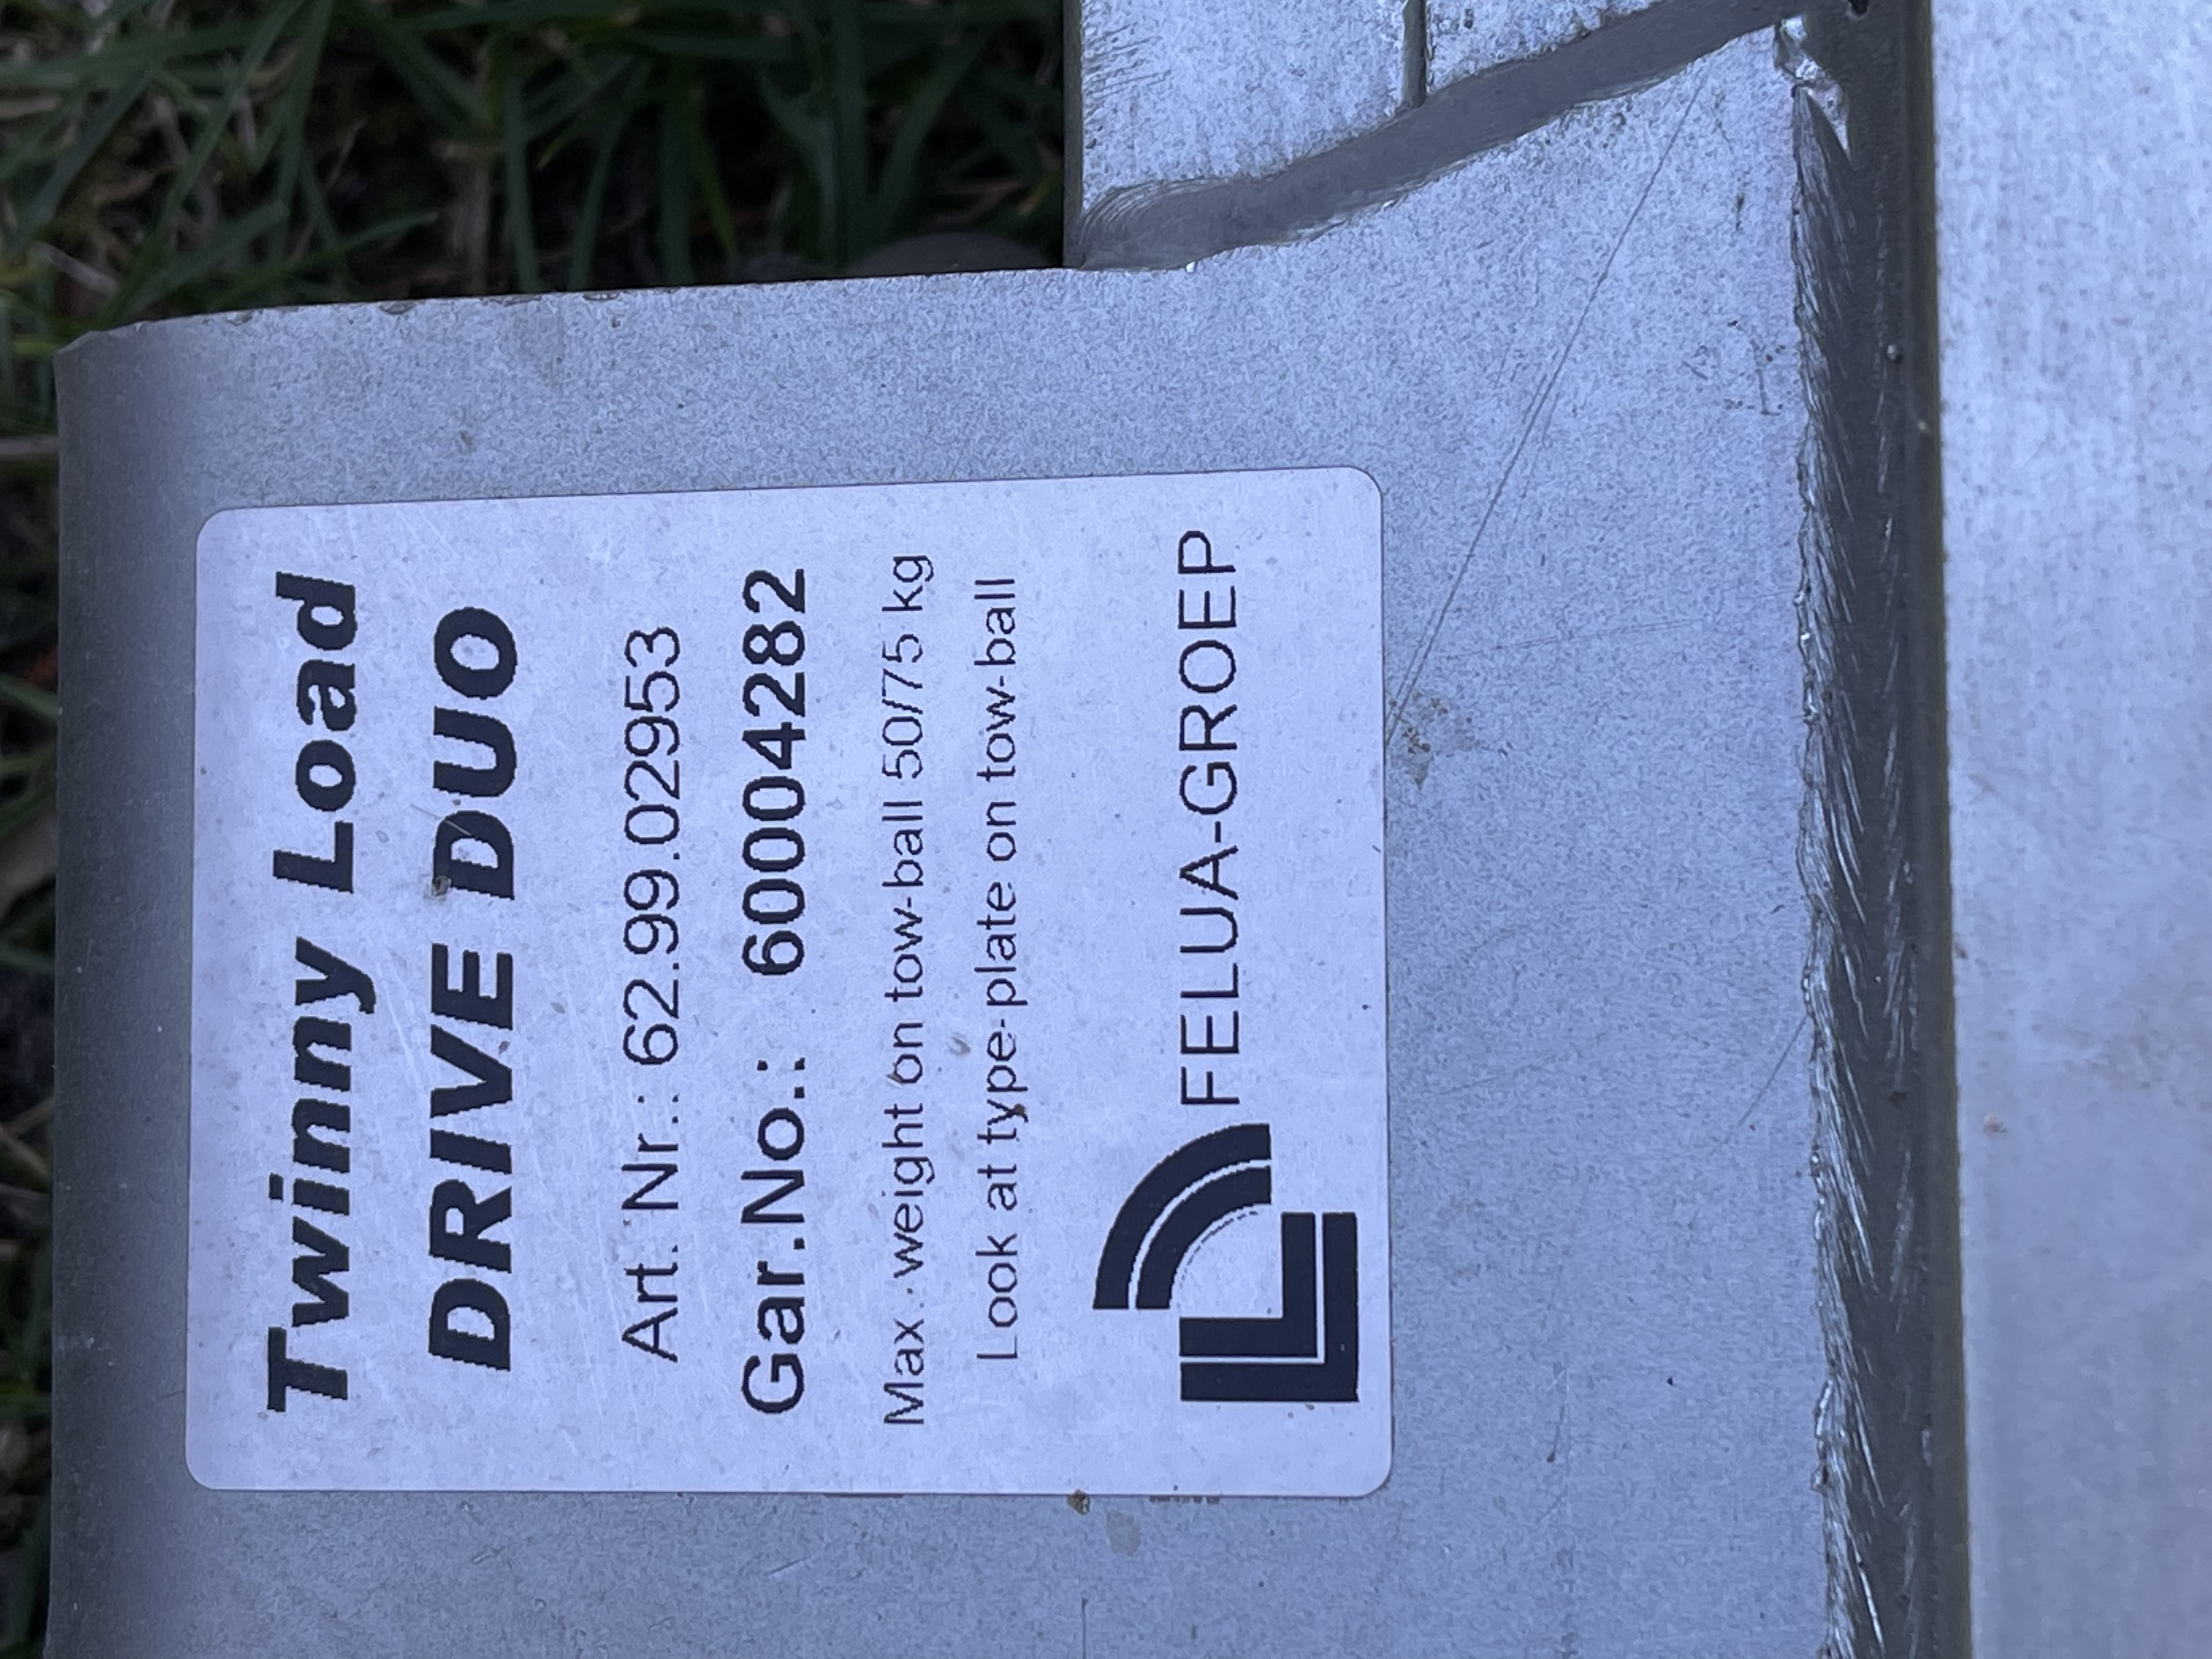 Twinny Load
DRIVE DUO
Art. Nr.: 62.99.02953
Gar.No.: 60004282
Max. weight on tow-ball 50/75 kg
Look at type-plate on tow-ball
FELUA-GROEP